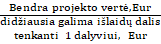 Bendra projekto vertė,Eur
didžiausia galima išlaidų dalis
tenkanti 1 dalyviui, Eur